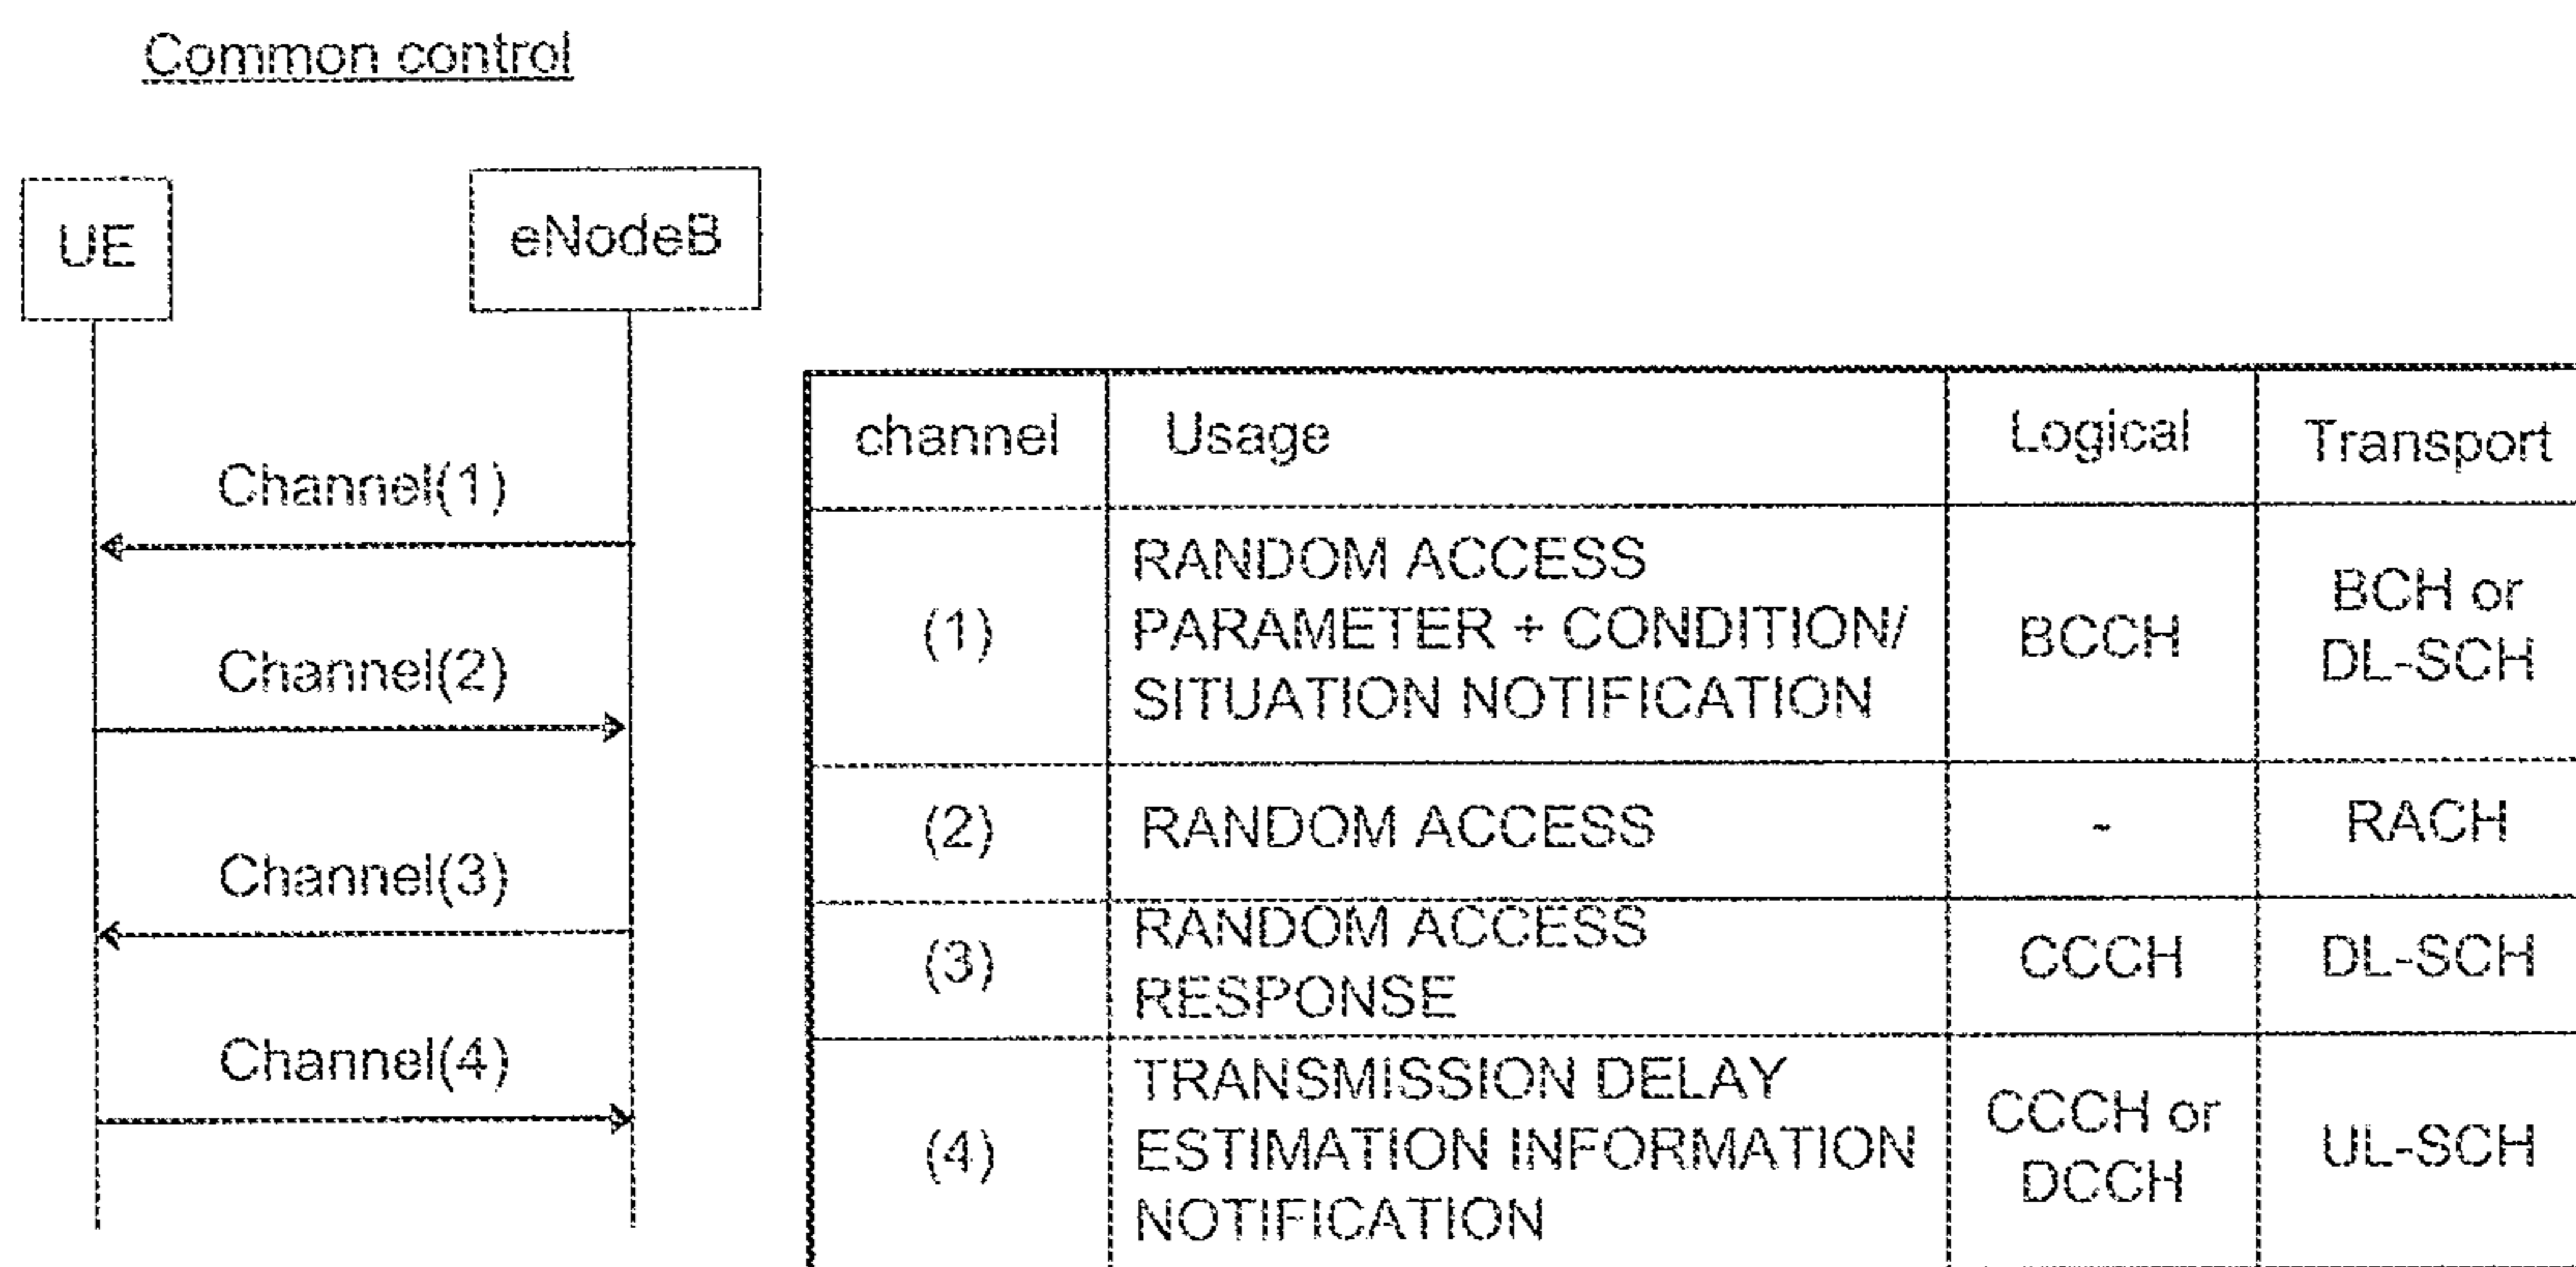 Common control
UE
eNodeB
Channel(1)
Channel(2)
Channel(3)
Channel(4)
channel
Usage
Logical
Transport
(1)
RANDOM ACCESS
PARAMETER + CONDITION/
SITUATION NOTIFICATION
BCCH
BCH or
DL-SCH
(2)
RANDOM ACCESS
-
RACH
(3)
RANDOM ACCESS
RESPONSE
CCCH
DL-SCH
(4)
TRANSMISSION DELAY
ESTIMATION INFORMATION
NOTIFICATION
CCCH or
DCCH
UL-SCH